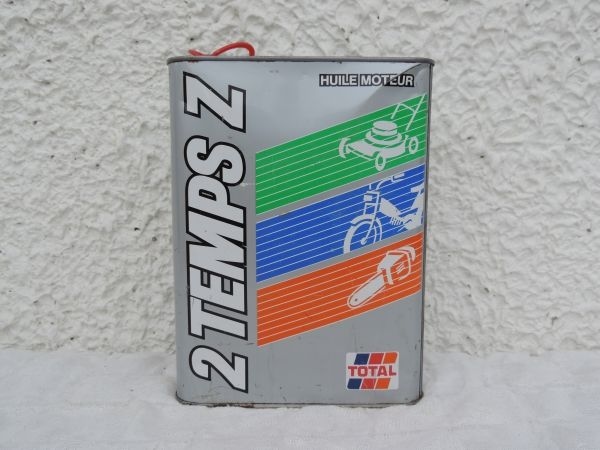 HUILE MOTEUR
2 TEMPS Z
TOTAL